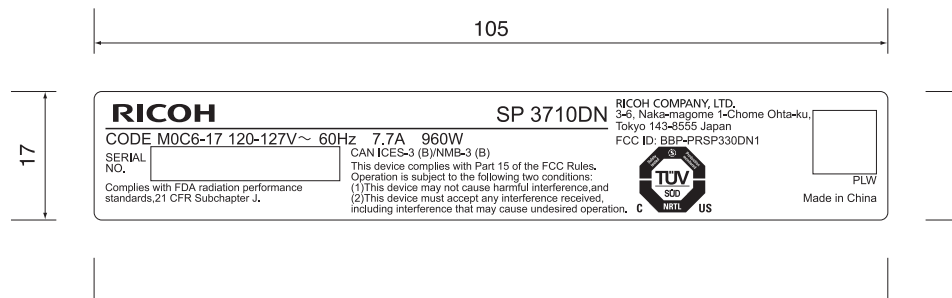 105
17
RICOH
SP 3710DN
CODE M0C6-17 120-127V~ 60Hz 7.7A 960W
SERIAL
NO.
Complies with FDA radiation performance
standards,21 CFR Subchapter J.
CAN ICES-3 (B)/NMB-3 (B)
This device complies with Part 15 of the FCC Rules.
Operation is subject to the following two conditions:
(1)This device may not cause harmful interference,and
(2)This device must accept any interference received,
including interference that may cause undesired operation.
RICOH COMPANY, LTD.
3-6, Naka-magome 1-Chome Ohta-ku,
Tokyo 143-8555 Japan
FCC ID: BBP-PRSP330DN1
TÜV
SÜD
NRTL
C US
PLW
Made in China